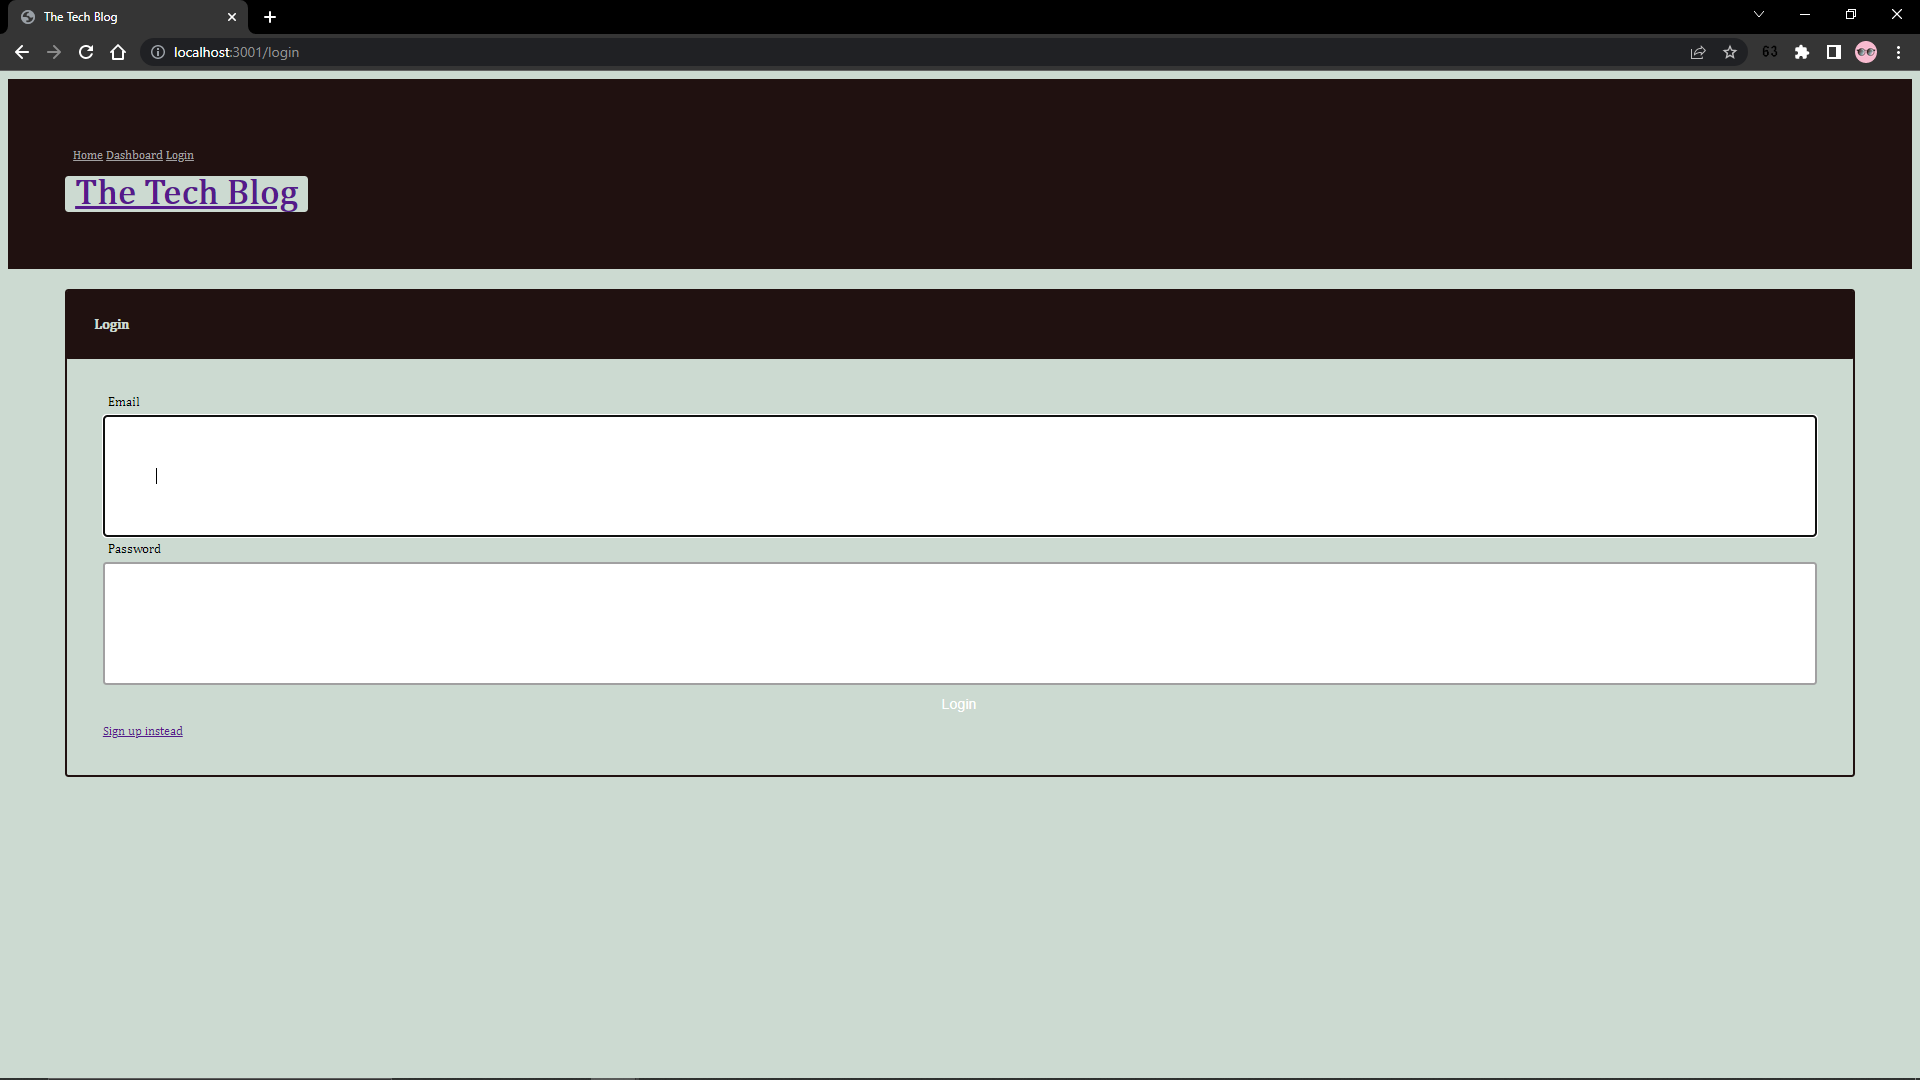 The Tech Blog
localhost:3001/login
63
Home Dashboard Login
The Tech Blog
Login
Email
Password
Login
Sign up instead